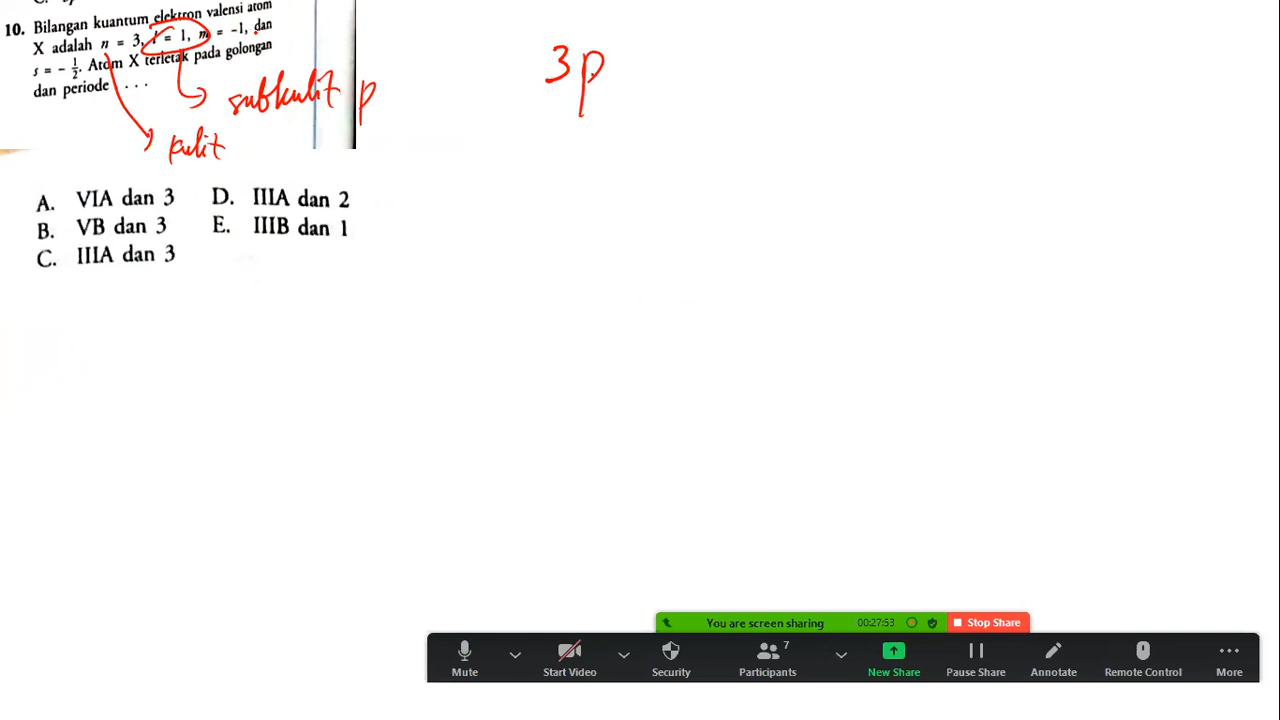 10. Bilangan kuantum elektron valensi atom
X adalah n = 3, l = 1, m = -1, dan
s = - 1/2. Atom X terletak pada golongan
dan periode . . .
subkulit p
kulit
3p
A. VIA dan 3 D. IIIA dan 2
B. VB dan 3 E. IIIB dan 1
C. IIIA dan 3
You are screen sharing 00:27:53 Stop Share
7
Mute Start Video Security Participants New Share Pause Share Annotate Remote Control More